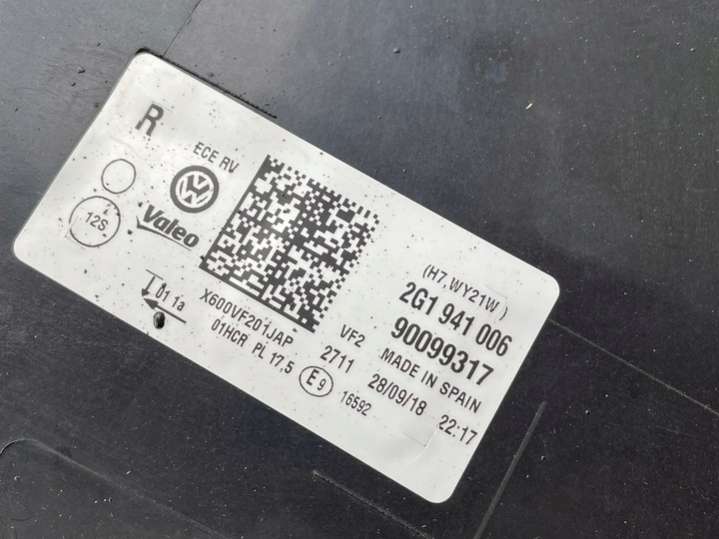 R
ECE RV
12S
Valeo
(H7, WY21W)
2G1 941 006
90099317
MADE IN SPAIN
X600VF201JAP VF2
01 1a
01HCR PL 17.5 2711 28/09/18 22:17
E9 16592